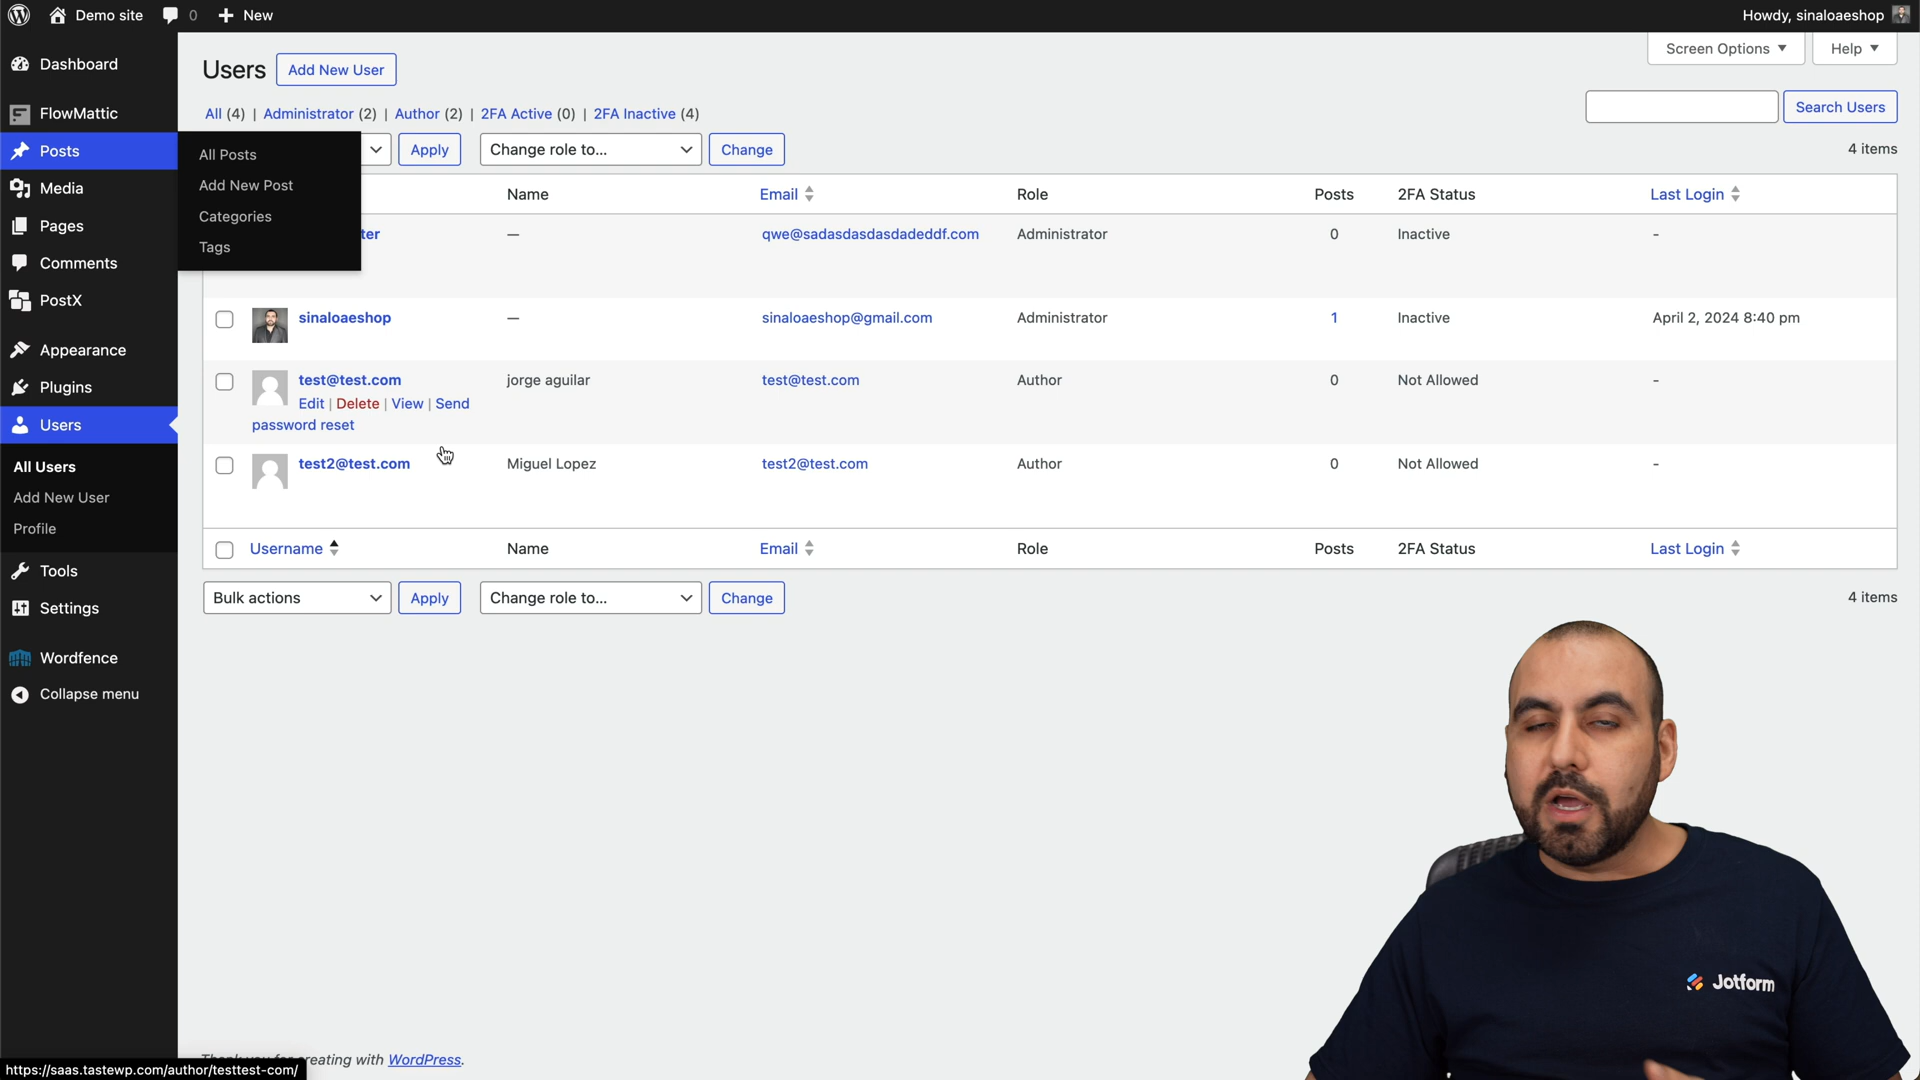 Demo site 0 New Howdy, sinaloaeshop
Screen Options Help
Users Add New User
All (4) | Administrator (2) | Author (2) | 2FA Active (0) | 2FA Inactive (4)
Search Users
Apply Change role to... Change 4 items
Name Email Role Posts 2FA Status Last Login
ter — qwe@sadasdasdasdadeddf.com Administrator 0 Inactive -
sinaloaeshop — sinaloaeshop@gmail.com Administrator 1 Inactive April 2, 2024 8:40 pm
test@test.com jorge aguilar test@test.com Author 0 Not Allowed -
Edit | Delete | View | Send
password reset
test2@test.com Miguel Lopez test2@test.com Author 0 Not Allowed -
Username Name Email Role Posts 2FA Status Last Login
Bulk actions Apply Change role to... Change 4 items
Dashboard
FlowMattic
Posts
All Posts
Add New Post
Categories
Tags
Media
Pages
Comments
PostX
Appearance
Plugins
Users
All Users
Add New User
Profile
Tools
Settings
Wordfence
Collapse menu
Jotform
creating with WordPress.
https://saas.tastewp.com/author/testtest-com/